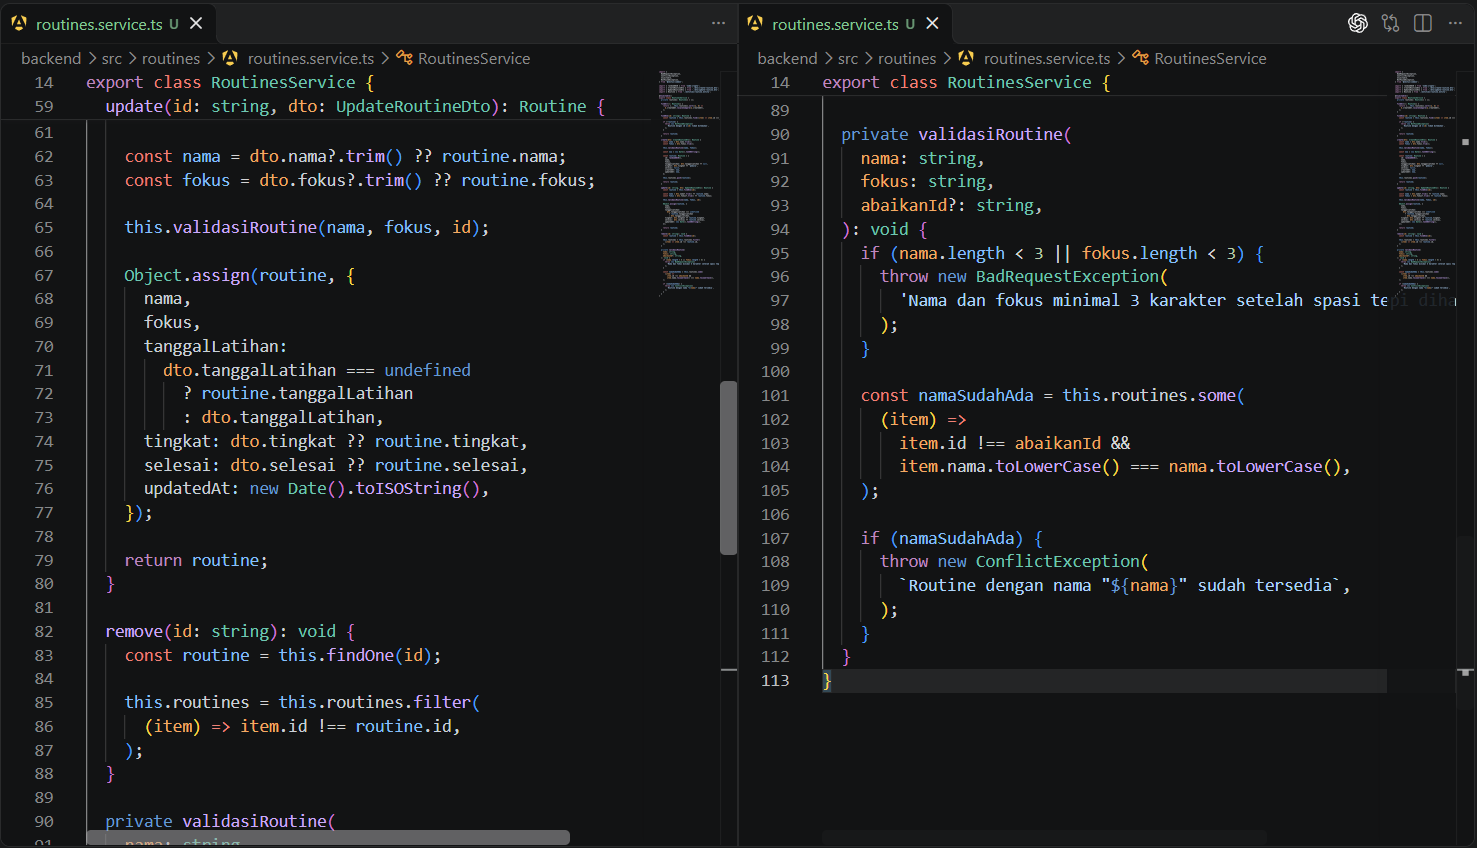 routines.service.ts U
backend > src > routines > routines.service.ts > RoutinesService
14 export class RoutinesService {
59 update(id: string, dto: UpdateRoutineDto): Routine {
61
62 const nama = dto.nama?.trim() ?? routine.nama;
63 const fokus = dto.fokus?.trim() ?? routine.fokus;
64
65 this.validasiRoutine(nama, fokus, id);
66
67 Object.assign(routine, {
68 nama,
69 fokus,
70 tanggalLatihan:
71 dto.tanggalLatihan === undefined
72 ? routine.tanggalLatihan
73 : dto.tanggalLatihan,
74 tingkat: dto.tingkat ?? routine.tingkat,
75 selesai: dto.selesai ?? routine.selesai,
76 updatedAt: new Date().toISOString(),
77 });
78
79 return routine;
80 }
81
82 remove(id: string): void {
83 const routine = this.findOne(id);
84
85 this.routines = this.routines.filter(
86 (item) => item.id !== routine.id,
87 );
88 }
89
90 private validasiRoutine(
91 nama: string
routines.service.ts U
backend > src > routines > routines.service.ts > RoutinesService
14 export class RoutinesService {
89
90 private validasiRoutine(
91 nama: string,
92 fokus: string,
93 abaikanId?: string,
94 ): void {
95 if (nama.length < 3 || fokus.length < 3) {
96 throw new BadRequestException(
97 'Nama dan fokus minimal 3 karakter setelah spasi tepi diha
98 );
99 }
100
101 const namaSudahAda = this.routines.some(
102 (item) =>
103 item.id !== abaikanId &&
104 item.nama.toLowerCase() === nama.toLowerCase(),
105 );
106
107 if (namaSudahAda) {
108 throw new ConflictException(
109 `Routine dengan nama "${nama}" sudah tersedia`,
110 );
111 }
112 }
113 }